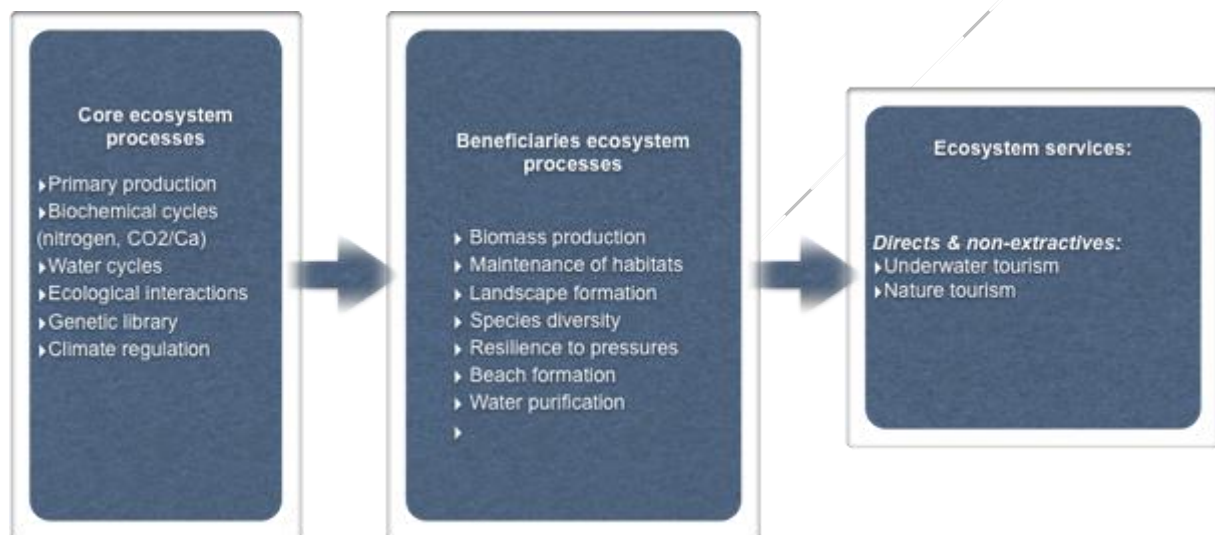 Core ecosystem
processes
▸Primary production
▸Biochemical cycles
(nitrogen, CO2/Ca)
▸Water cycles
▸Ecological interactions
▸Genetic library
▸Climate regulation
Beneficiaries ecosystem
processes
▸ Biomass production
▸ Maintenance of habitats
▸ Landscape formation
▸ Species diversity
▸ Resilience to pressures
▸ Beach formation
▸ Water purification
▸
Ecosystem services:
Directs & non-extractives:
▸Underwater tourism
▸Nature tourism